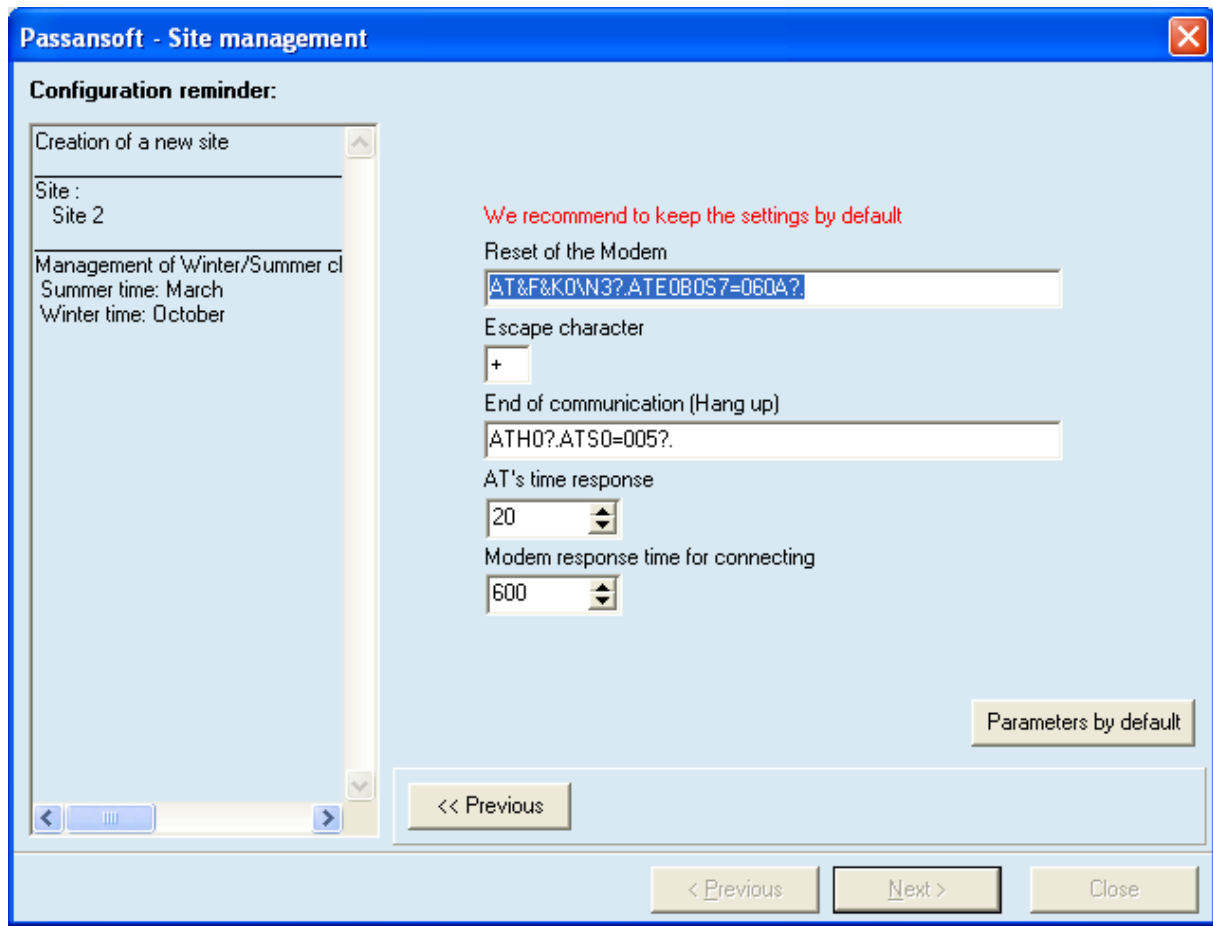 Passansoft - Site management
Configuration reminder:
Creation of a new site
Site :
Site 2
Management of Winter/Summer cl
Summer time: March
Winter time: October
We recommend to keep the settings by default
Reset of the Modem
AT&F&K0\N3?.ATE0B0S7=060A?.
Escape character
+
End of communication (Hang up)
ATH0?.ATS0=005?.
AT's time response
20
Modem response time for connecting
600
Parameters by default
<< Previous
< Previous
Next >
Close